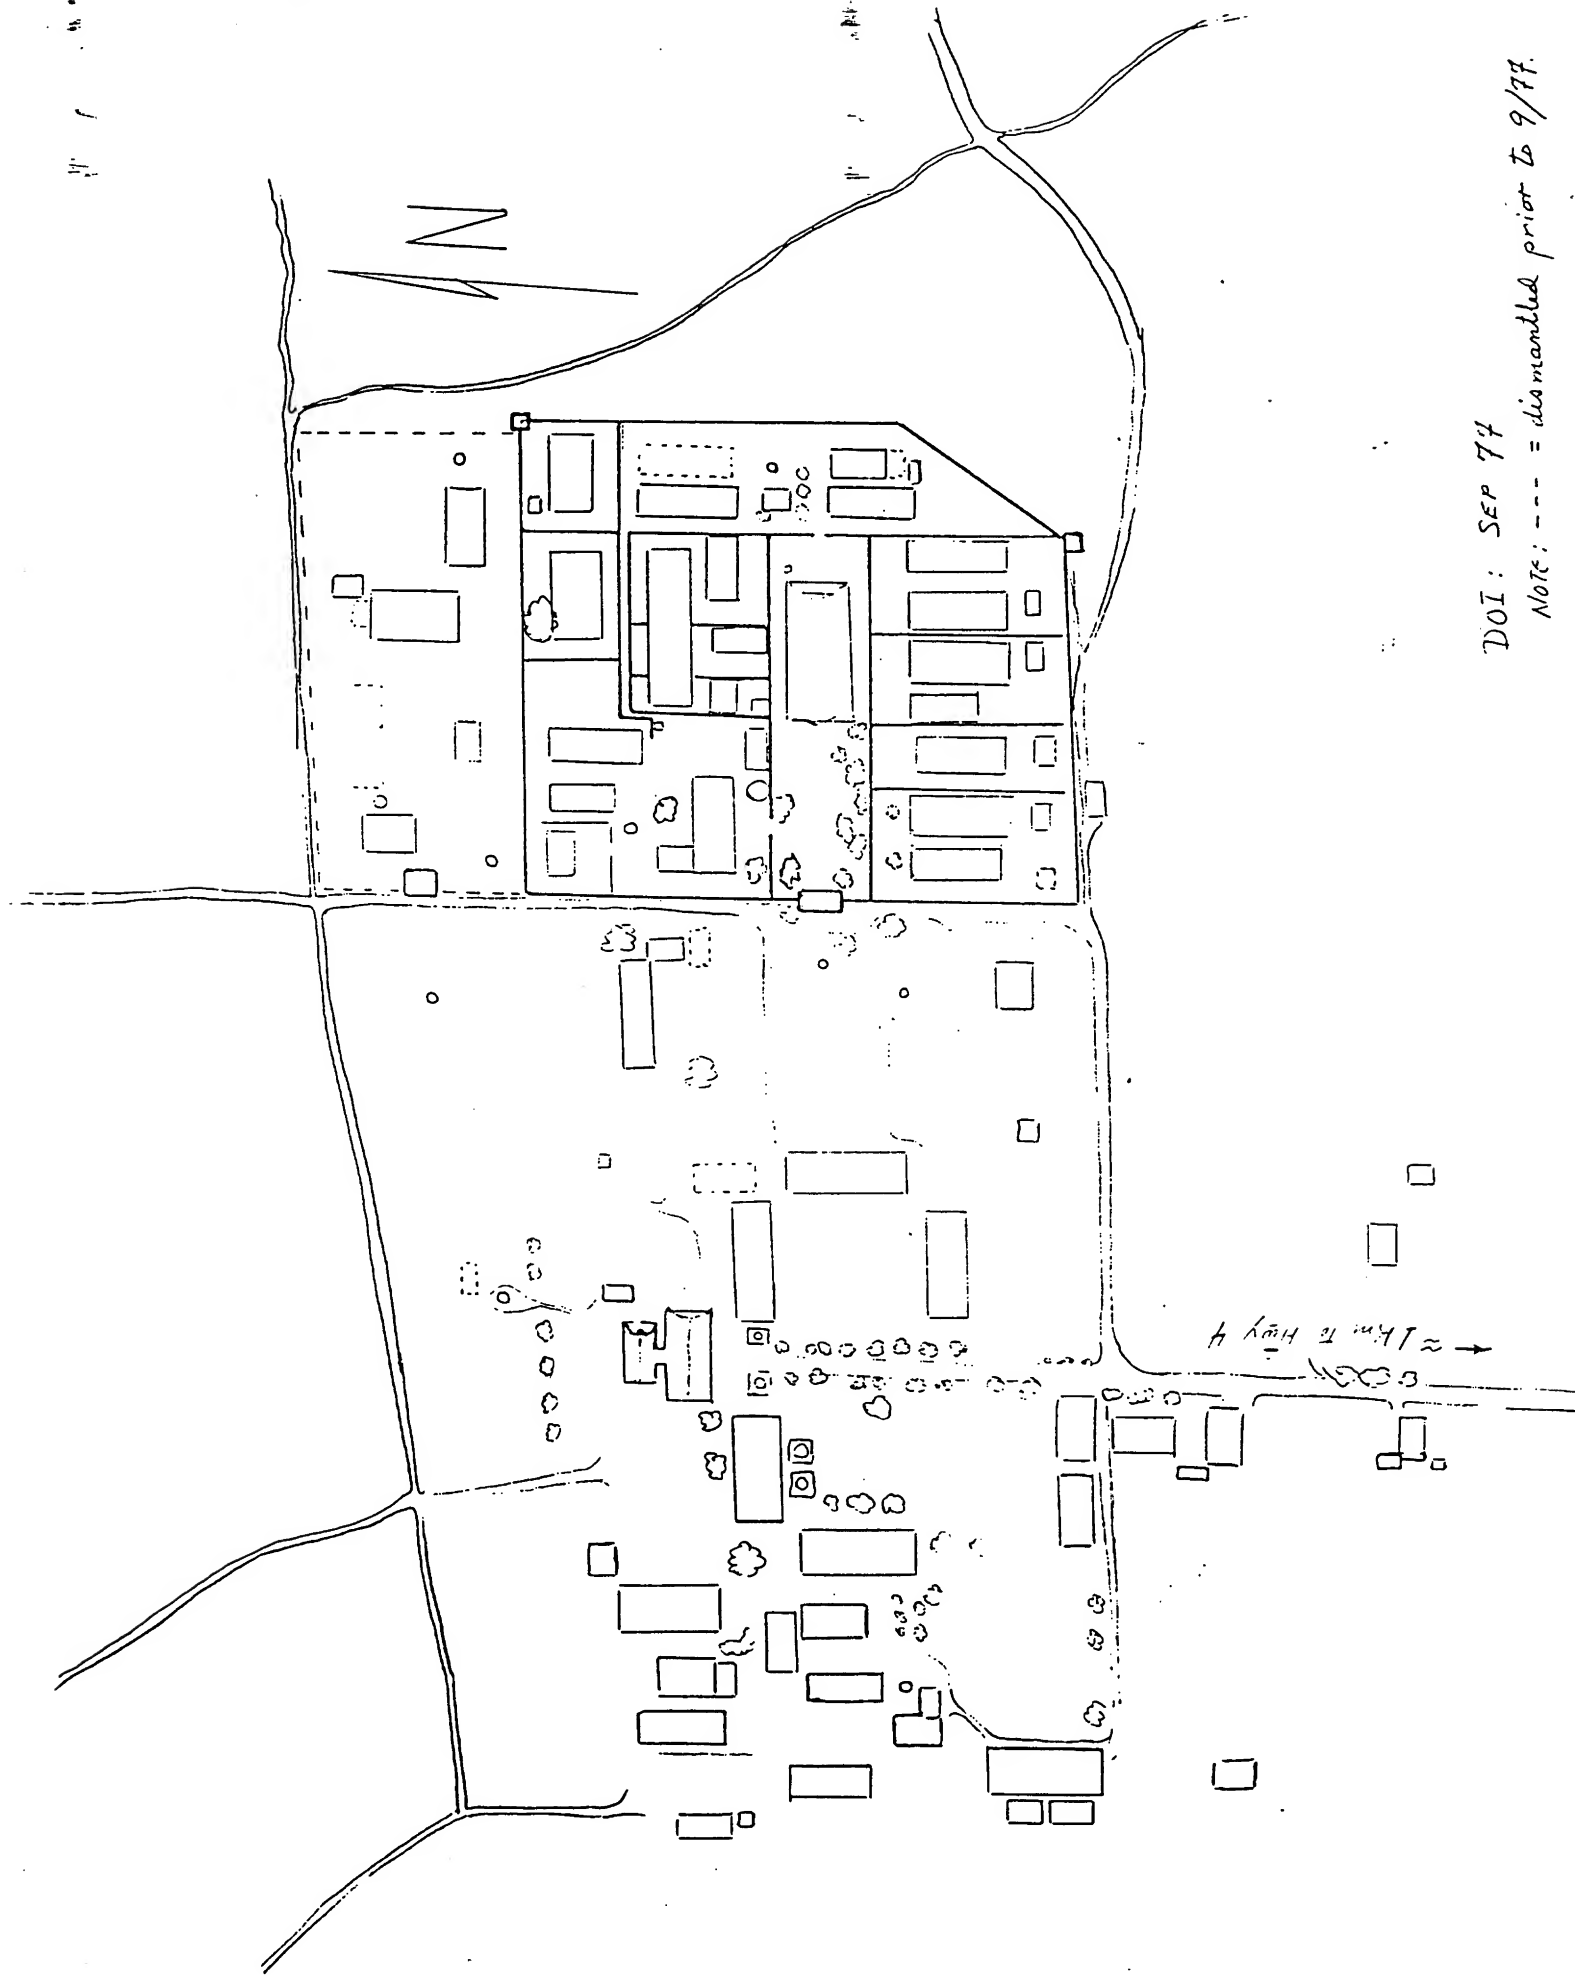 N
DOI: SEP 77
NOTE: --- = dismantled prior to 9/77.
≈ 1 Km to Hwy 4 →